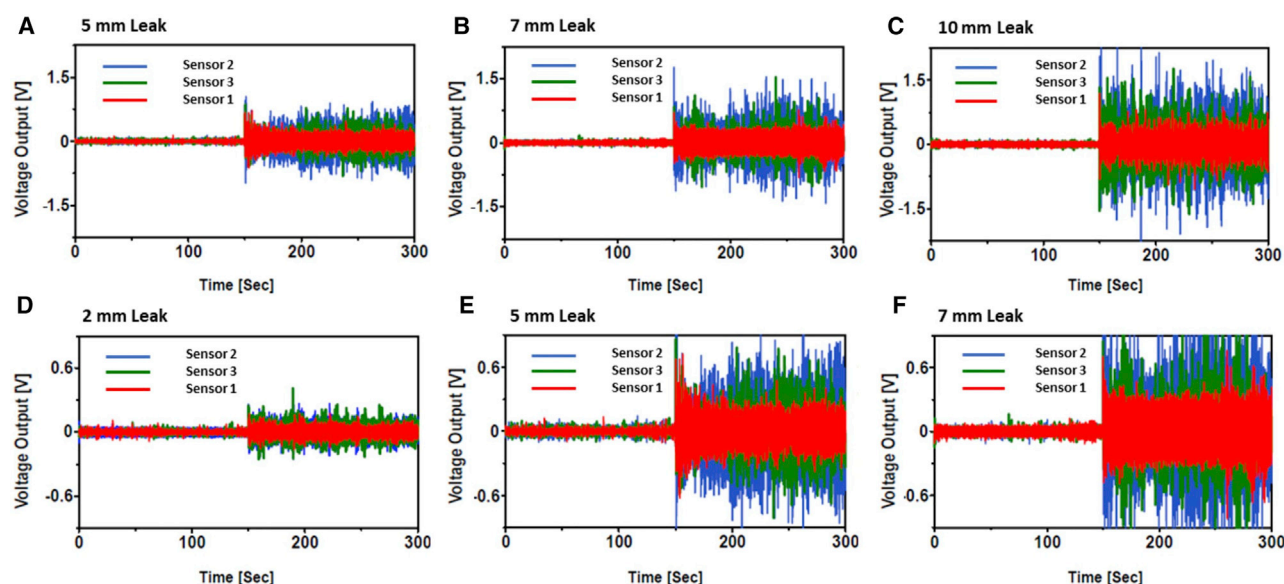 A
5 mm Leak
Voltage Output [V]
1.5
0
-1.5
Sensor 2
Sensor 3
Sensor 1
0
100
200
300
Time [Sec]
B
7 mm Leak
Voltage Output [V]
1.5
0
-1.5
Sensor 2
Sensor 3
Sensor 1
0
100
200
300
Time [Sec]
C
10 mm Leak
Voltage Output [V]
1.5
0
-1.5
Sensor 2
Sensor 3
Sensor 1
0
100
200
300
Time [Sec]
D
2 mm Leak
Voltage Output [V]
0.6
0
-0.6
Sensor 2
Sensor 3
Sensor 1
0
100
200
300
Time [Sec]
E
5 mm Leak
Voltage Output [V]
0.6
0
-0.6
Sensor 2
Sensor 3
Sensor 1
0
100
200
300
Time [Sec]
F
7 mm Leak
Voltage Output [V]
0.6
0
-0.6
Sensor 2
Sensor 3
Sensor 1
0
100
200
300
Time [Sec]